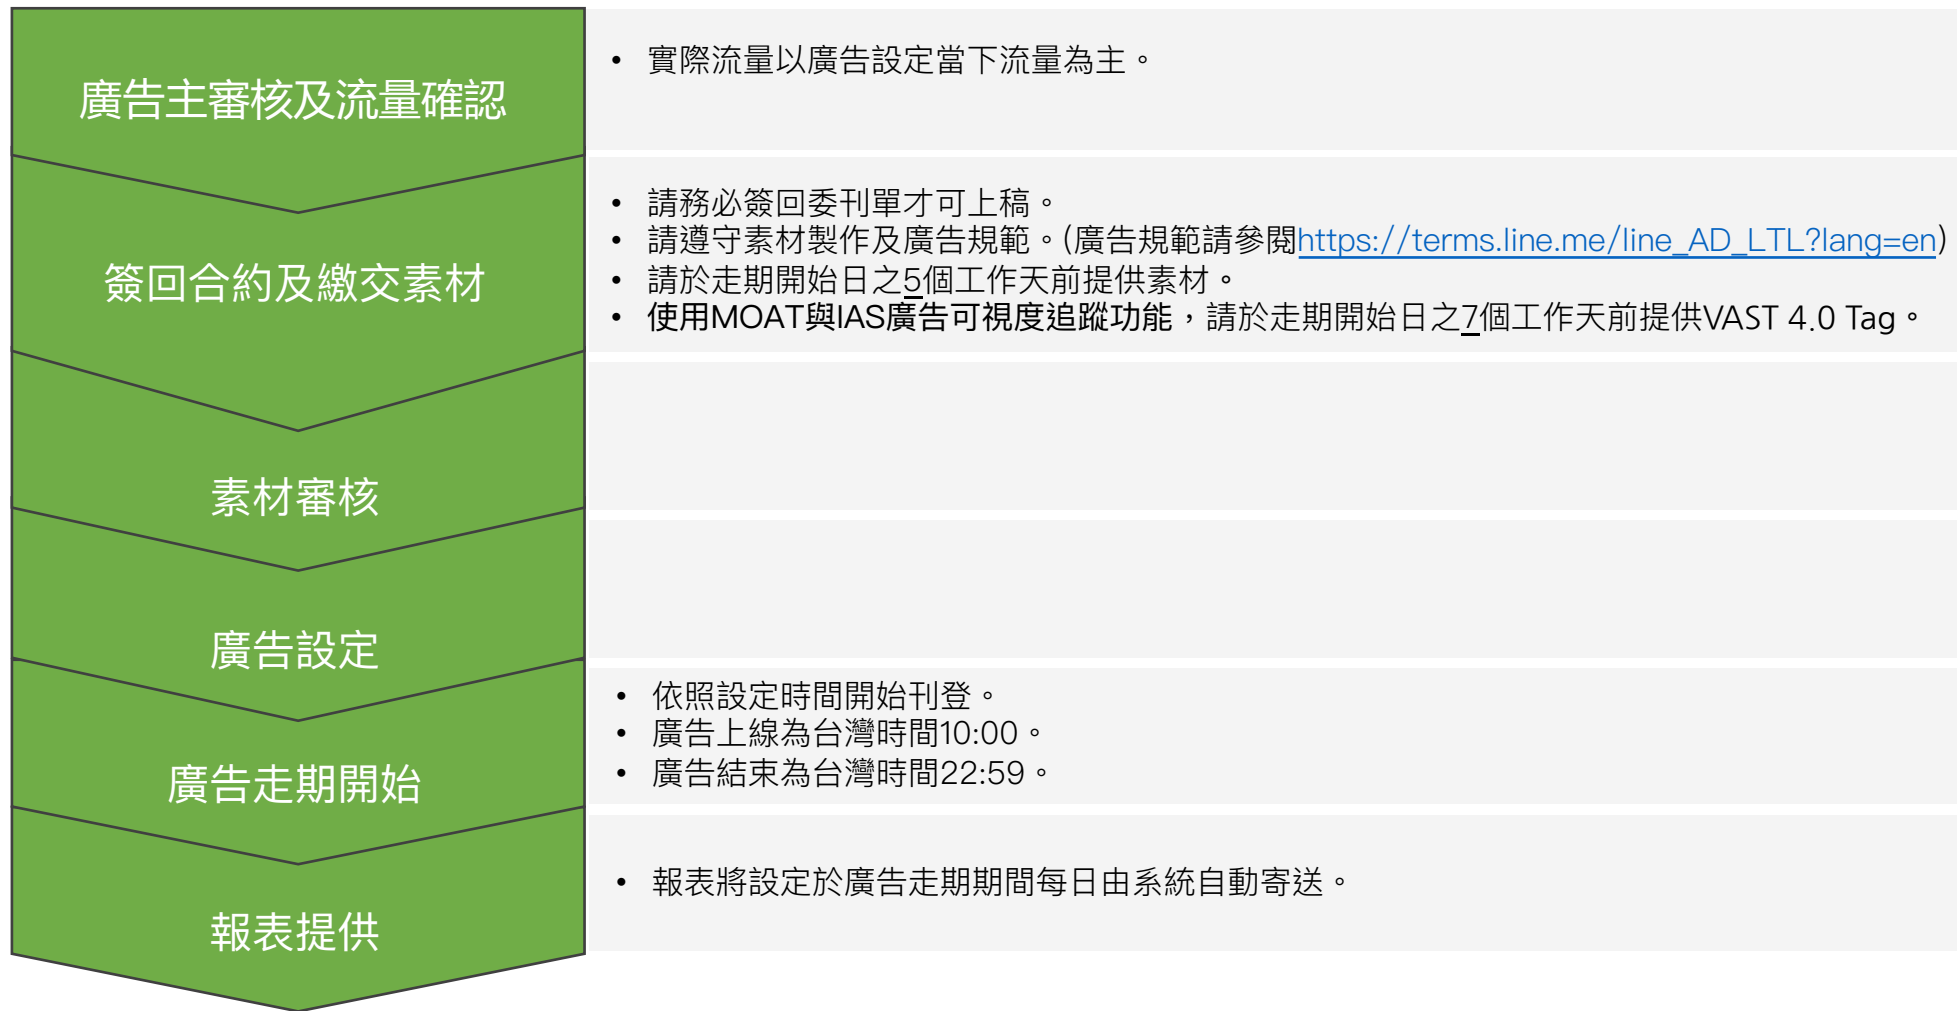 廣告主審核及流量確認
• 實際流量以廣告設定當下流量為主。
簽回合約及繳交素材
• 請務必簽回委刊單才可上稿。
• 請遵守素材製作及廣告規範。(廣告規範請參閱https://terms.line.me/line_AD_LTL?lang=en)
• 請於走期開始日之5個工作天前提供素材。
• 使用MOAT與IAS廣告可視度追蹤功能，請於走期開始日之7個工作天前提供VAST 4.0 Tag。
素材審核
廣告設定
廣告走期開始
• 依照設定時間開始刊登。
• 廣告上線為台灣時間10:00。
• 廣告結束為台灣時間22:59。
報表提供
• 報表將設定於廣告走期期間每日由系統自動寄送。